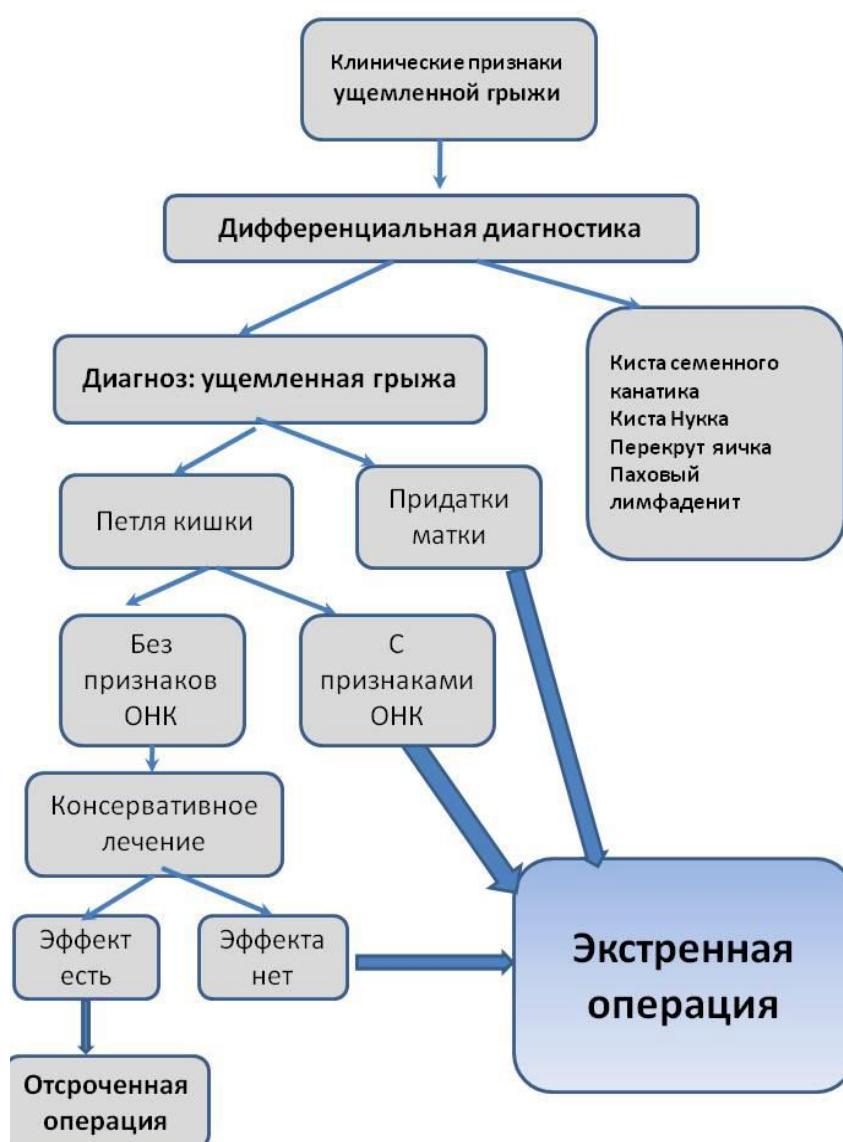 Клинические признаки
ущемленной грыжи
Дифференциальная диагностика
Диагноз: ущемленная грыжа
Киста семенного
канатика
Киста Нукка
Перекрут яичка
Паховый
лимфаденит
Петля кишки
Придатки
матки
Без
признаков
ОНК
С
признаками
ОНК
Консервативное
лечение
Эффект
есть
Эффекта
нет
Экстренная
операция
Отсроченная
операция